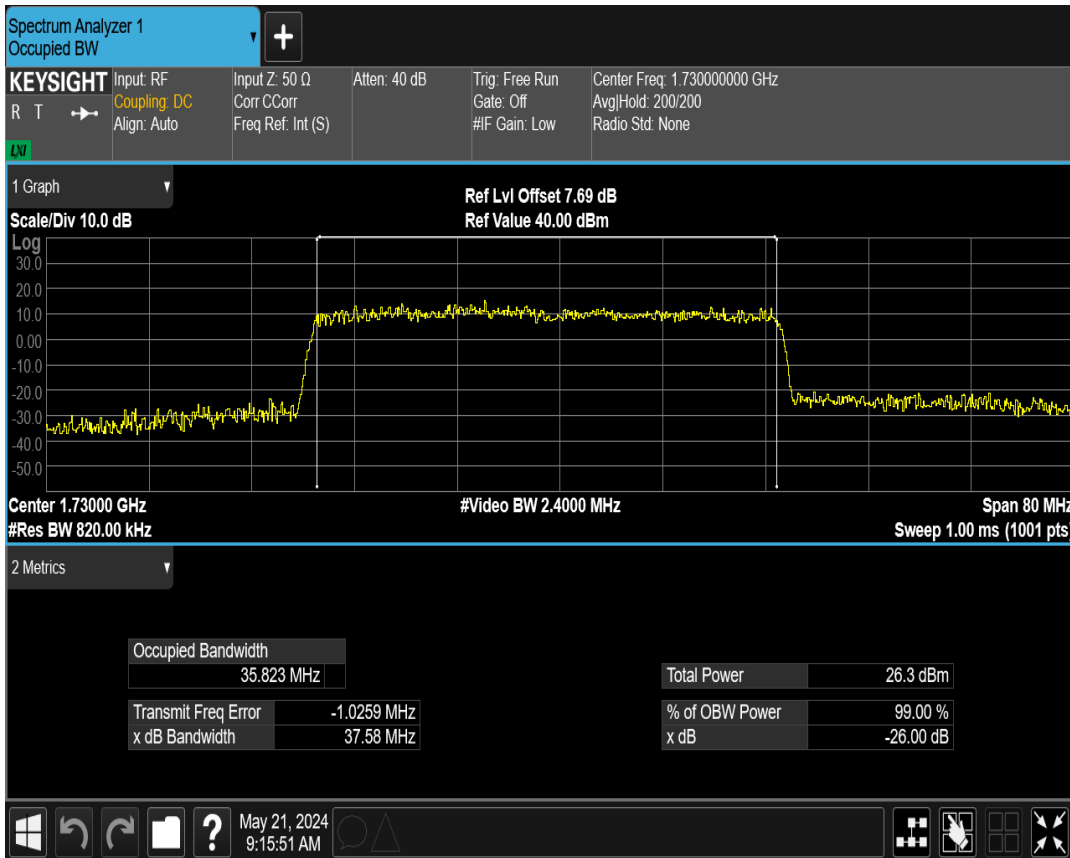 Spectrum Analyzer 1
Occupied BW
+
KEYSIGHT
R T
LXI
Input: RF
Coupling: DC
Align: Auto
Input Z: 50 Ω
Corr CCorr
Freq Ref: Int (S)
Atten: 40 dB
Trig: Free Run
Gate: Off
#IF Gain: Low
Center Freq: 1.730000000 GHz
Avg|Hold: 200/200
Radio Std: None
1 Graph
Scale/Div 10.0 dB
Ref Lvl Offset 7.69 dB
Ref Value 40.00 dBm
Log
30.0
20.0
10.0
0.00
-10.0
-20.0
-30.0
-40.0
-50.0
Center 1.73000 GHz
#Res BW 820.00 kHz
#Video BW 2.4000 MHz
Span 80 MHz
Sweep 1.00 ms (1001 pts)
2 Metrics
Occupied Bandwidth
35.823 MHz
Transmit Freq Error -1.0259 MHz
x dB Bandwidth 37.58 MHz
Total Power 26.3 dBm
% of OBW Power 99.00 %
x dB -26.00 dB
?
May 21, 2024
9:15:51 AM